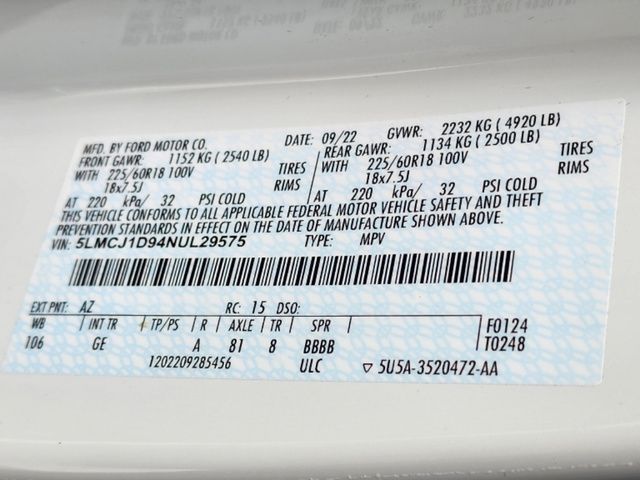 MFD. BY FORD MOTOR CO. DATE: 09/22 GVWR: 2232 KG ( 4920 LB)
FRONT GAWR: 1152 KG ( 2540 LB) REAR GAWR: 1134 KG ( 2500 LB)
WITH 225/60R18 100V TIRES WITH 225/60R18 100V TIRES
18x7.5J RIMS 18x7.5J RIMS
AT 220 kPa/ 32 PSI COLD AT 220 kPa/ 32 PSI COLD
THIS VEHICLE CONFORMS TO ALL APPLICABLE FEDERAL MOTOR VEHICLE SAFETY AND THEFT
PREVENTION STANDARDS IN EFFECT ON THE DATE OF MANUFACTURE SHOWN ABOVE.
VIN: 5LMCJ1D94NUL29575 TYPE: MPV
EXT PNT: AZ RC: 15 DSO:
WB INT TR TP/PS R AXLE TR SPR F0124
106 GE A 81 8 BBBB T0248
1202209285456 ULC ▽ 5U5A-3520472-AA